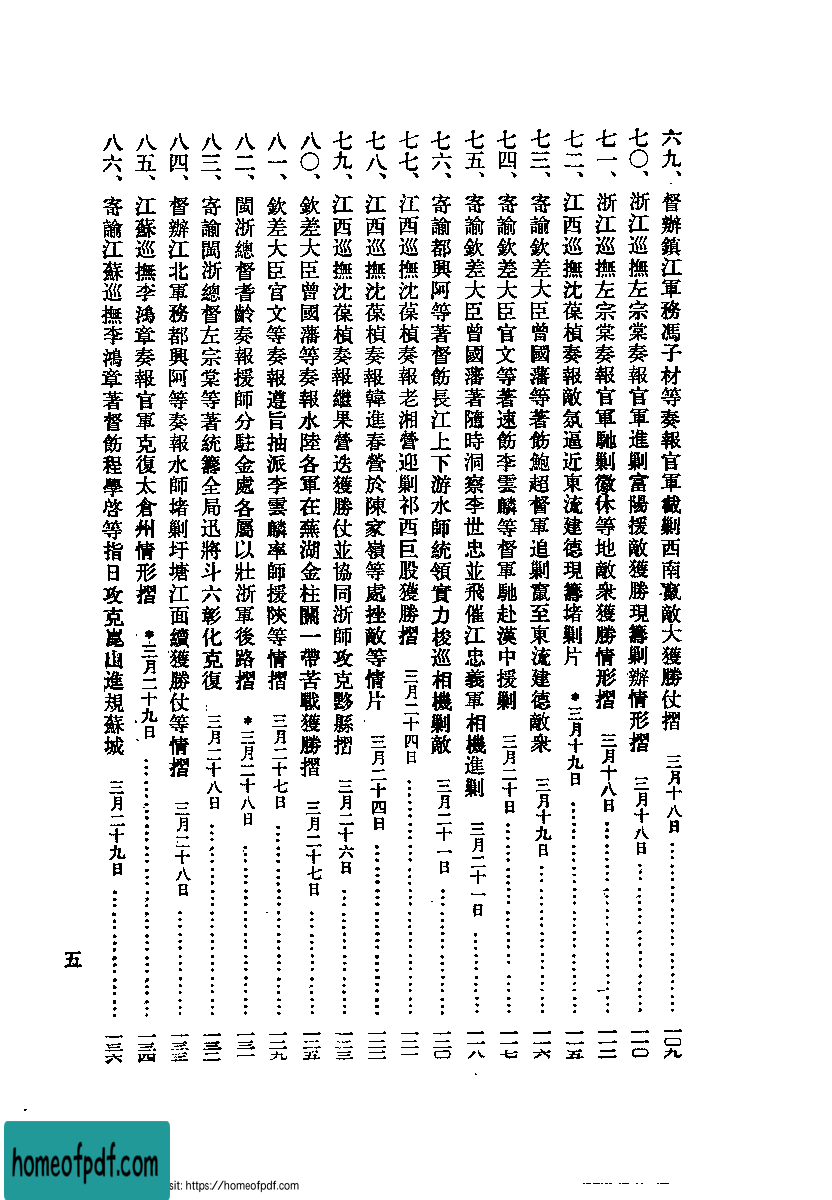 六九、督辦鎮江軍務馮子材等奏報官軍截剿西南竄敵大獲勝仗摺 三月十八日………………一〇九
七〇、浙江巡撫左宗棠奏報官軍進剿富陽援敵獲勝現籌剿辦情形摺 三月十八日………………一一〇
七一、浙江巡撫左宗棠奏報官軍馳剿徽休等地敵衆獲勝情形摺 三月十八日………………一一二
七二、江西巡撫沈葆楨奏報敵氛逼近東流建德現籌堵剿片 *三月十九日………………一一五
七三、寄諭欽差大臣曾國藩等著飭鮑超督軍追剿竄至東流建德敵衆 三月十九日………………一一六
七四、寄諭欽差大臣官文等著速飭李雲麟等督軍馳赴漢中援剿 三月二十日………………一一七
七五、寄諭欽差大臣曾國藩著隨時洞察李世忠並飛催江忠義軍相機進剿 三月二十一日………………一一八
七六、寄諭都興阿等著督飭長江上下游水師統領實力梭巡相機剿敵 三月二十一日………………一二〇
七七、江西巡撫沈葆楨奏報老湘營迎剿祁西巨股獲勝摺 三月二十四日………………一二一
七八、江西巡撫沈葆楨奏報韓進春營於陳家嶺等處挫敵等情片 三月二十四日………………一二二
七九、江西巡撫沈葆楨奏報繼果營迭獲勝仗並協同浙師攻克黟縣摺 三月二十六日………………一二三
八〇、欽差大臣曾國藩等奏報水陸各軍在蕪湖金柱關一帶苦戰獲勝摺 三月二十七日………………一二五
八一、欽差大臣官文等奏報遵旨抽派李雲麟率師援陝等情摺 三月二十七日………………一二九
八二、閩浙總督耆齡奏報援師分駐金處各屬以壯浙軍後路摺 *三月二十八日………………一三一
八三、寄諭閩浙總督左宗棠等著統籌全局迅將斗六彰化克復 三月二十八日………………一三二
八四、督辦江北軍務都興阿等奏報水師堵剿圩塘江面續獲勝仗等情摺 三月二十八日………………一三三
八五、江蘇巡撫李鴻章奏報官軍克復太倉州情形摺 *三月二十九日………………一三四
八六、寄諭江蘇巡撫李鴻章著督飭程學啓等指日攻克崑山進規蘇城 三月二十九日………………一三六
五
homeofpdf.com
sit: https://homeofpdf.com